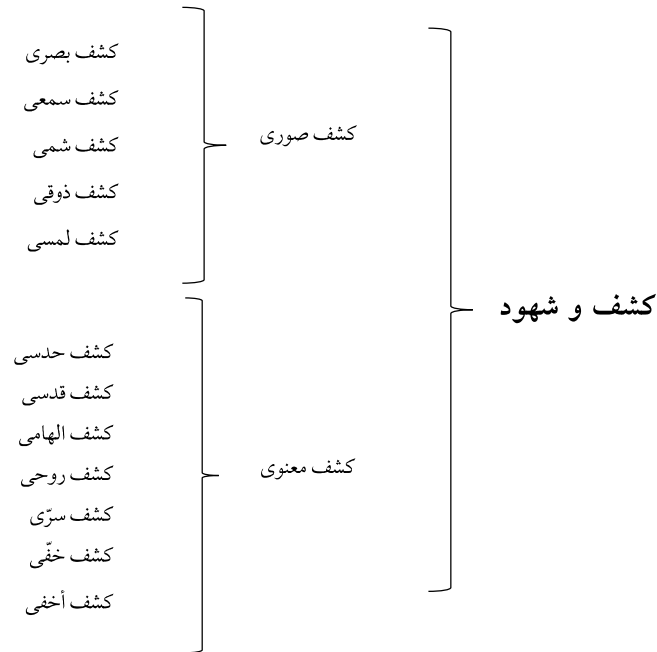 کشف و شهود
کشف صوری
کشف بصری
کشف سمعی
کشف شمی
کشف ذوقی
کشف لمسی
کشف معنوی
کشف حدسی
کشف قدسی
کشف الهامی
کشف روحی
کشف سرّی
کشف خفّی
کشف أخفی